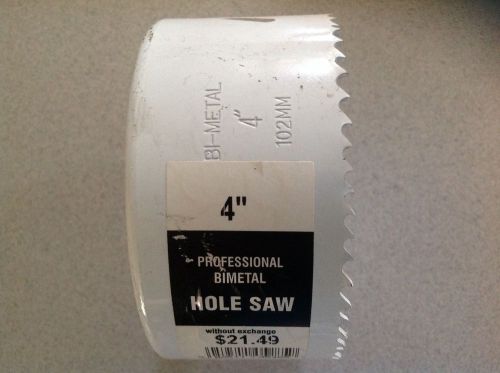 BI-METAL
4"
102MM
4"
PROFESSIONAL
BIMETAL
HOLE SAW
without exchange
$21.49